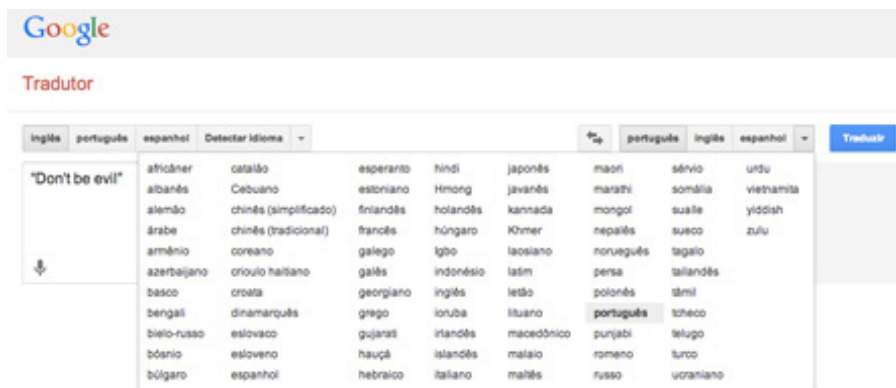 Google
Tradutor
inglês português espanhol Detectar idioma português inglês espanhol Traduzir
"Don't be evil"
africâner catalão esperanto hindi japonês maori sérvio urdu
albanês Cebuano estoniano Hmong javanês marathi somália vietnamita
alemão chinês (simplificado) finlandês holandês kannada mongol suaíle yiddish
árabe chinês (tradicional) francês húngaro Khmer nepalês sueco zulu
armênio coreano galego Igbo laosiano norueguês tagalo
azerbaijano crioulo haitiano galês indonésio latim persa tailandês
basco croata georgiano inglês letão polonês tâmil
bengali dinamarquês grego ioruba lituano português tcheco
bielo-russo eslovaco gujarati irlandês macedônico punjabi telugo
bósnio esloveno hauçá islandês malaio romeno turco
búlgaro espanhol hebraico italiano maltês russo ucraniano